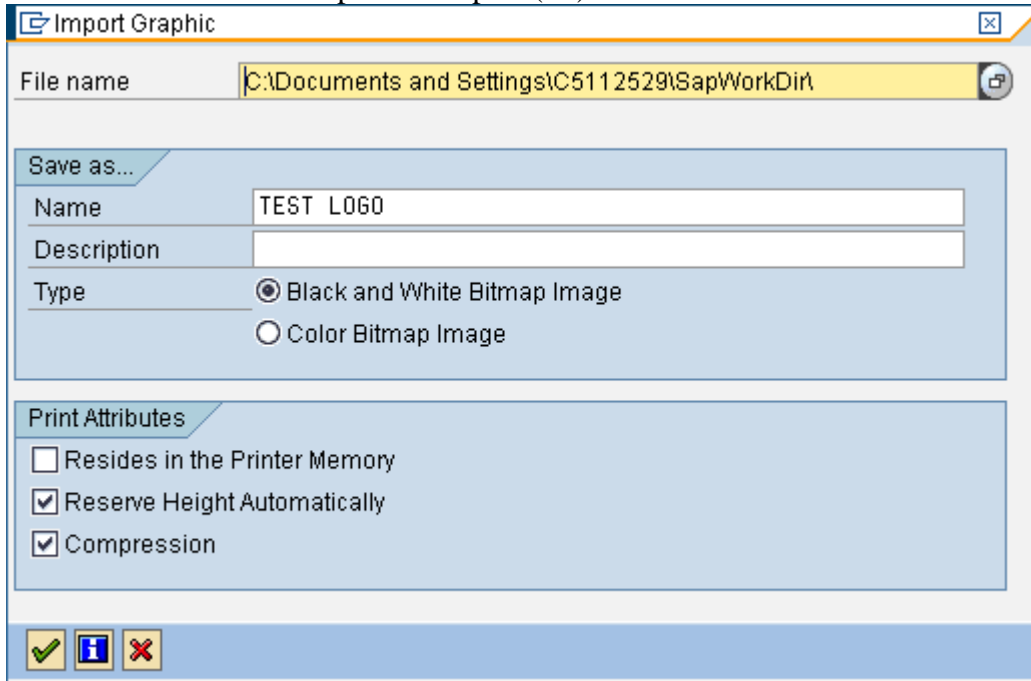 Import Graphic
File name C:\Documents and Settings\C5112529\SapWorkDir\
Save as...
Name TEST LOGO
Description
Type Black and White Bitmap Image
Color Bitmap Image
Print Attributes
Resides in the Printer Memory
Reserve Height Automatically
Compression